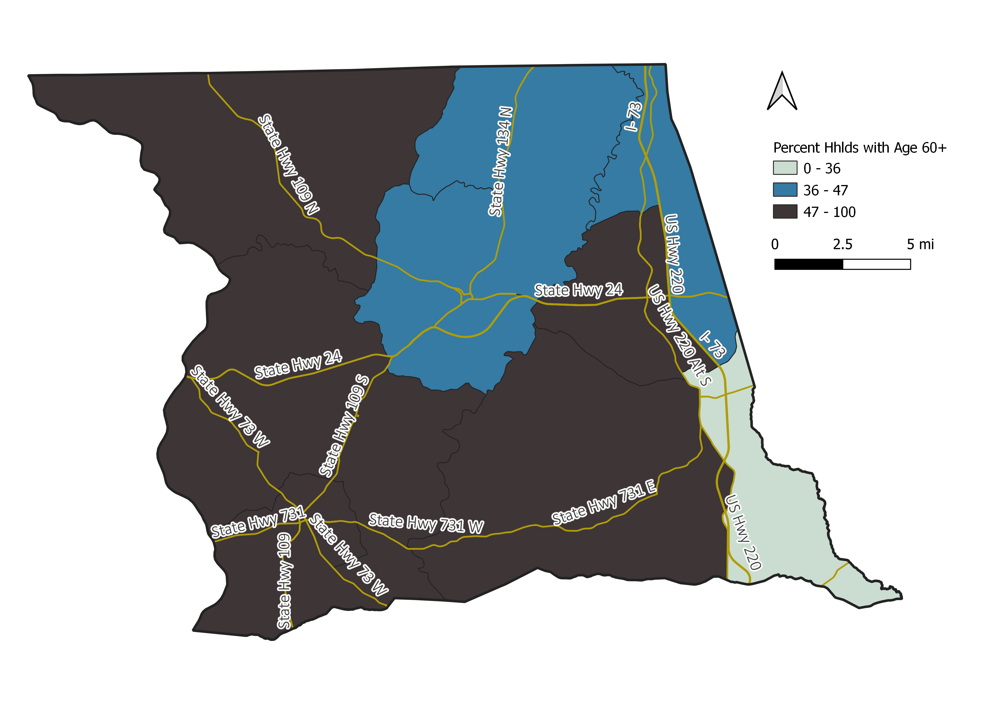 State Hwy 109 N
State Hwy 134 N
I- 73
US Hwy 220
Percent Hhlds with Age 60+
0 - 36
36 - 47
47 - 100
0 2.5 5 mi
State Hwy 24
US Hwy 220 Alt S
I- 73
State Hwy 24
State Hwy 73 W
State Hwy 109 S
State Hwy 731
State Hwy 109
State Hwy 73 W
State Hwy 731 W
State Hwy 731 E
US Hwy 220